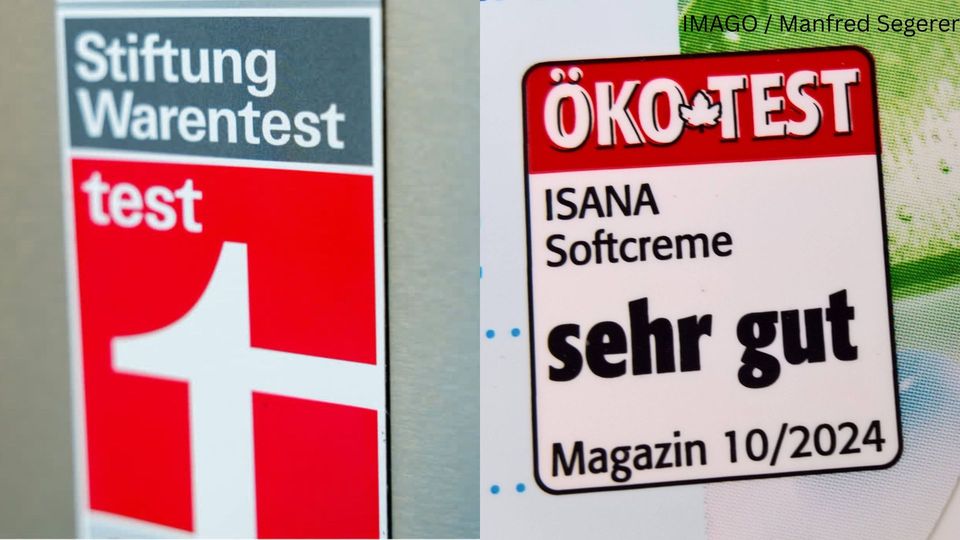 Stiftung
Warentest
test
IMAGO / Manfred Segerer
ÖKO TEST
ISANA
Softcreme
sehr gut
Magazin 10/2024